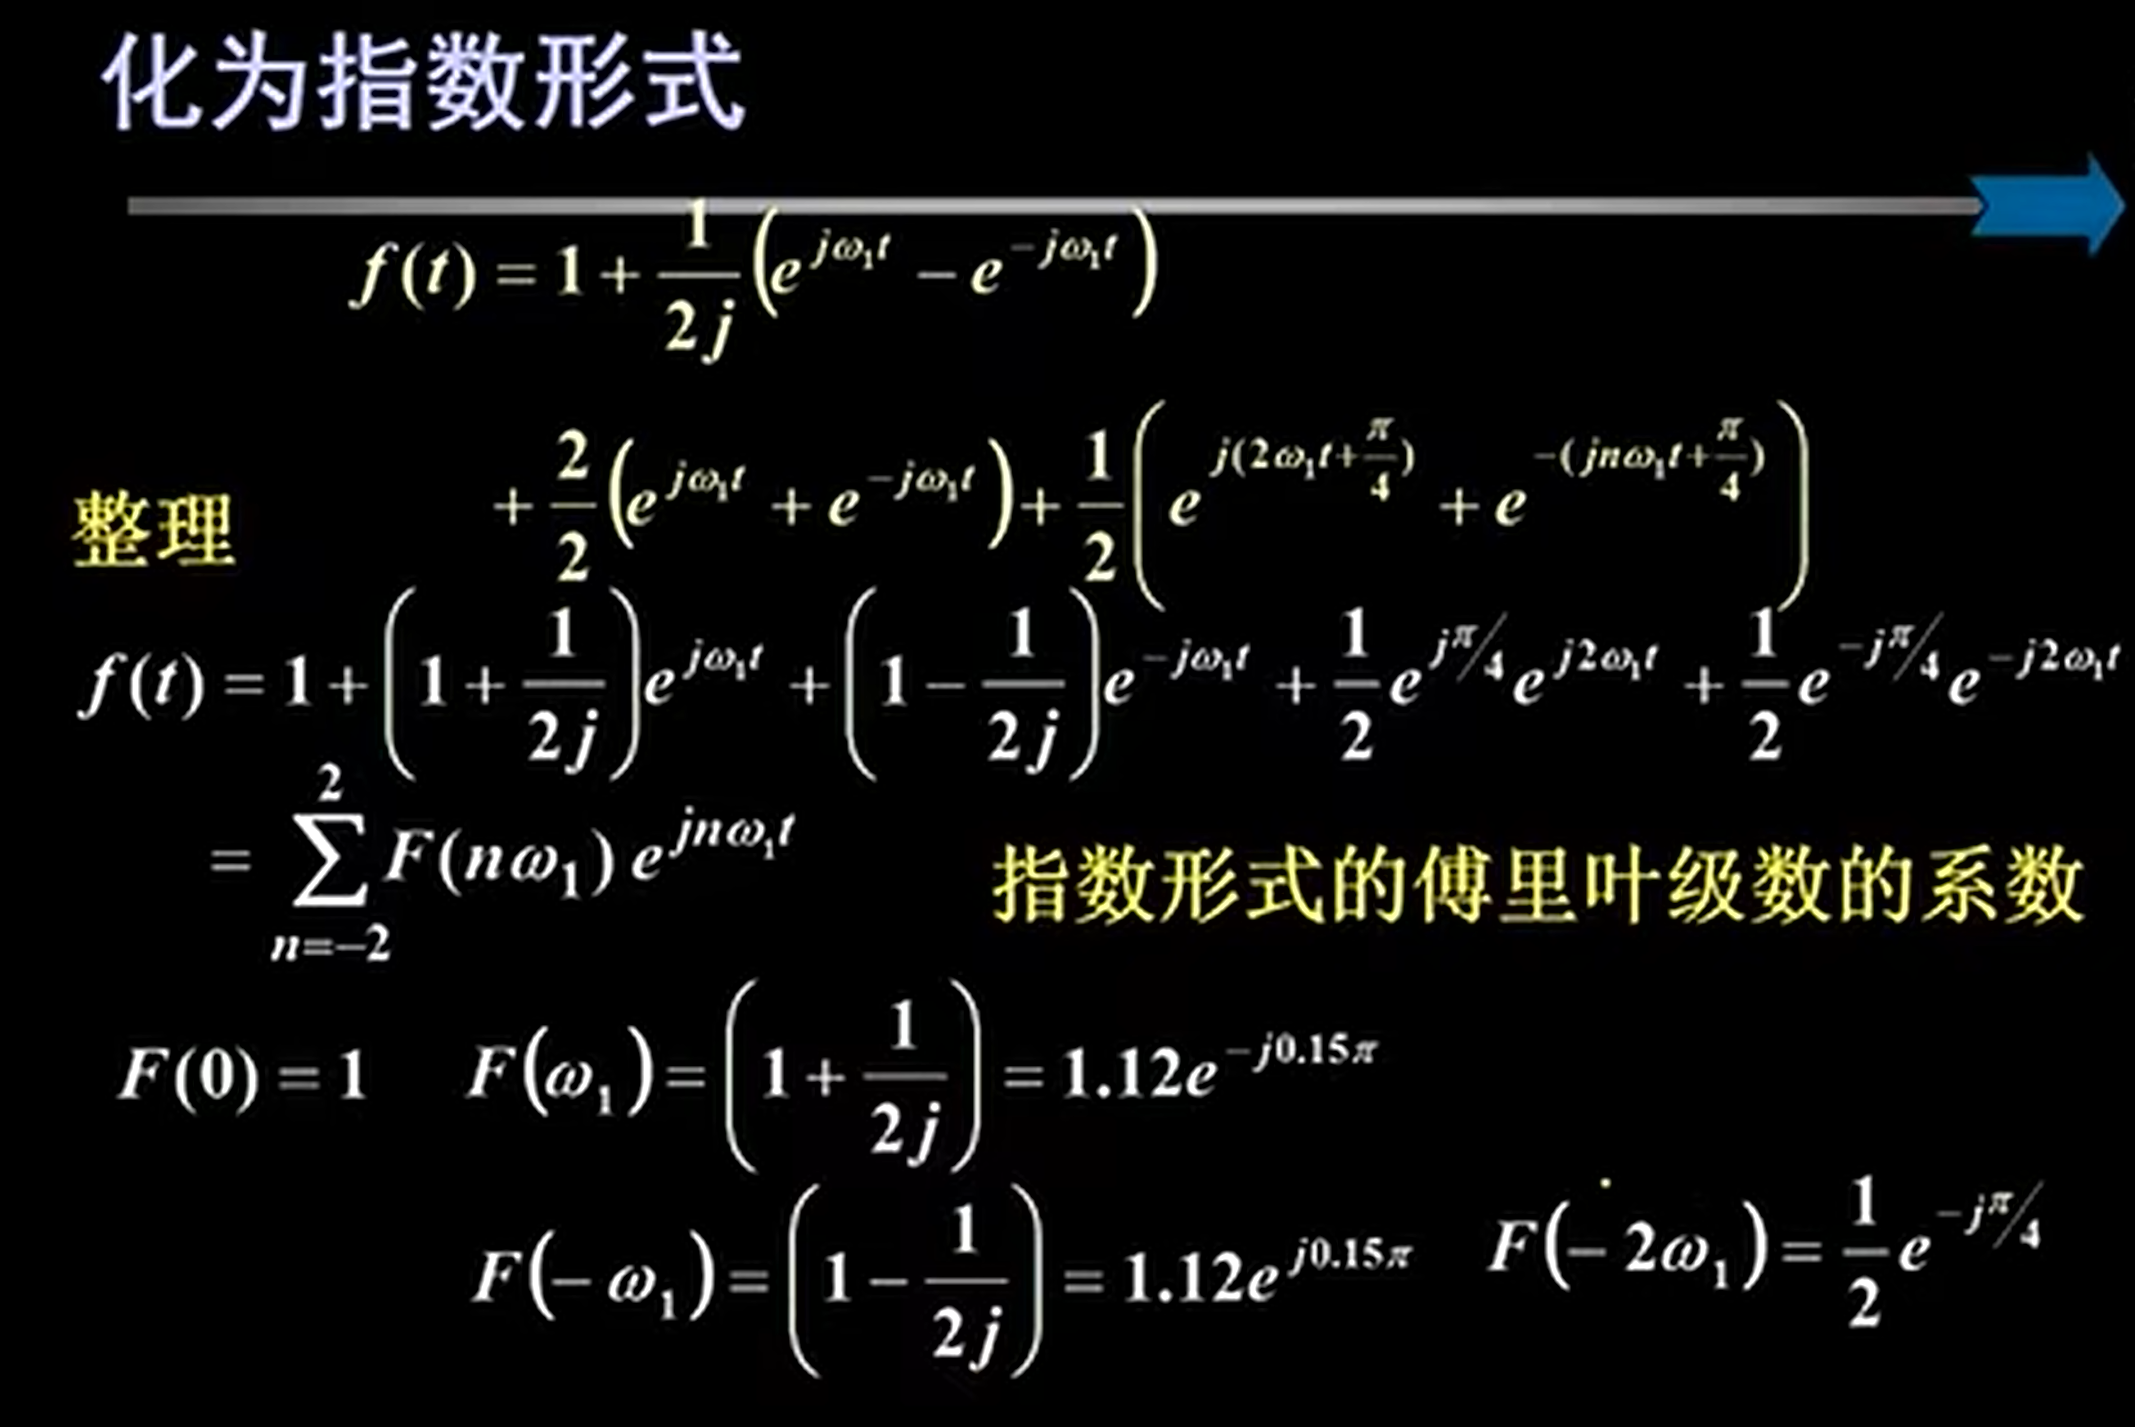 化为指数形式
f(t) = 1 + \frac{1}{2j}\left(e^{j\omega_1 t} - e^{-j\omega_1 t}\right)
+ \frac{2}{2}\left(e^{j\omega_1 t} + e^{-j\omega_1 t}\right) + \frac{1}{2}\left(e^{j(2\omega_1 t + \frac{\pi}{4})} + e^{-(jn\omega_1 t + \frac{\pi}{4})}\right)
整理
f(t) = 1 + \left(1 + \frac{1}{2j}\right)e^{j\omega_1 t} + \left(1 - \frac{1}{2j}\right)e^{-j\omega_1 t} + \frac{1}{2}e^{j\pi/4}e^{j2\omega_1 t} + \frac{1}{2}e^{-j\pi/4}e^{-j2\omega_1 t}
= \sum_{n=-2}^{2} F(n\omega_1) e^{jn\omega_1 t}
指数形式的傅里叶级数的系数
F(0) = 1 F(\omega_1) = \left(1 + \frac{1}{2j}\right) = 1.12e^{-j0.15\pi}
F(-\omega_1) = \left(1 - \frac{1}{2j}\right) = 1.12e^{j0.15\pi} F(-2\omega_1) = \frac{1}{2}e^{-j\pi/4}